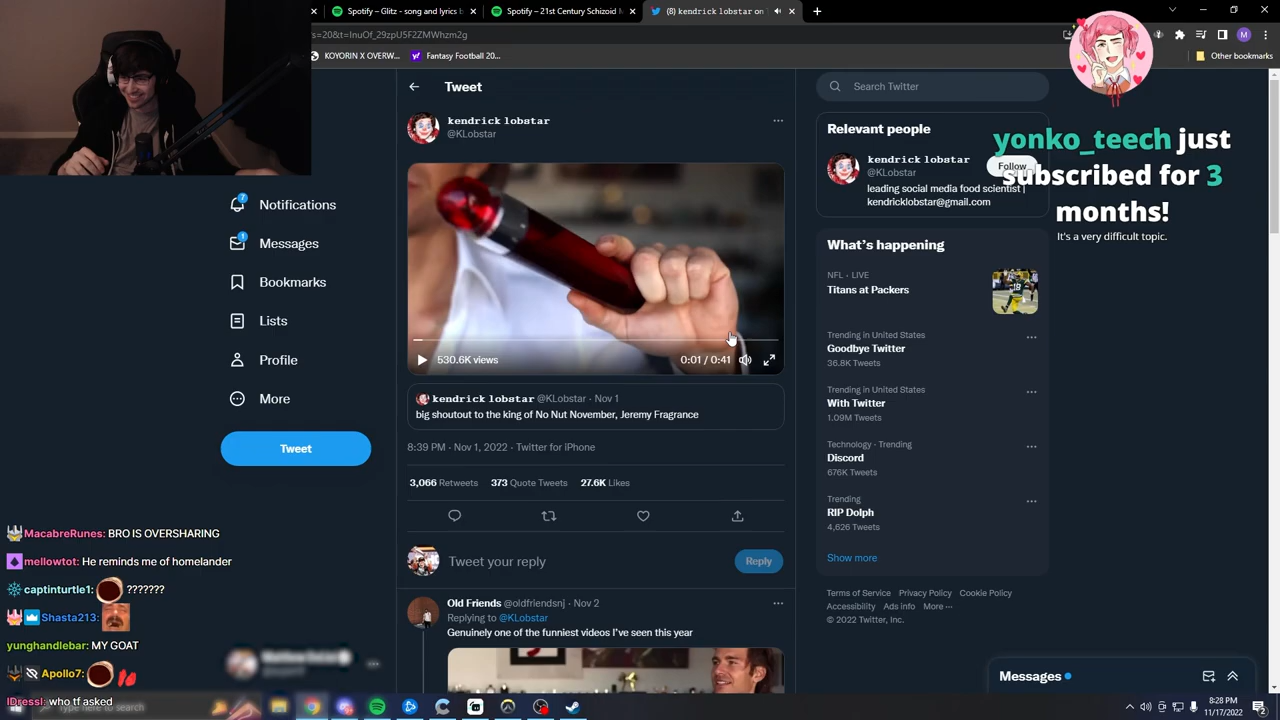 Spotify – Glitz - song and lyrics b
Spotify – 21st Century Schizoid M
(8) kendrick lobstar on T
s=20&t=InuOf_29zpU5F2ZMKhwzn2g
KOYORIN X OVERW...
Fantasy Football 20...
Other bookmarks
M
Tweet
Search Twitter
kendrick lobstar
@KLobstar
Relevant people
kendrick lobstar
@KLobstar
Follow
leading social media food scientist |
kendricklobstar@gmail.com
yonko_teech just
subscribed for 3
months!
It's a very difficult topic.
7
Notifications
1
Messages
Bookmarks
Lists
Profile
More
Tweet
530.6K views
0:01 / 0:41
kendrick lobstar @KLobstar · Nov 1
big shoutout to the king of No Nut November, Jeremy Fragrance
8:39 PM · Nov 1, 2022 · Twitter for iPhone
3,066 Retweets 373 Quote Tweets 27.6K Likes
Tweet your reply
Reply
Old Friends @oldfriendsnj · Nov 2
Replying to @KLobstar
Genuinely one of the funniest videos I've seen this year
What's happening
NFL · LIVE
Titans at Packers
Trending in United States
Goodbye Twitter
36.8K Tweets
Trending in United States
With Twitter
1.09M Tweets
Technology · Trending
Discord
676K Tweets
Trending
RIP Dolph
4,626 Tweets
Show more
Terms of Service Privacy Policy Cookie Policy
Accessibility Ads info More ···
© 2022 Twitter, Inc.
Messages
MacabreRunes: BRO IS OVERSHARING
mellowtot: He reminds me of homelander
captinturtle1: ???????
Shasta213:
yunghandlebar: MY GOAT
Apollo7:
IDressi: who tf asked
Type here to search
8:28 PM
11/17/2022
2